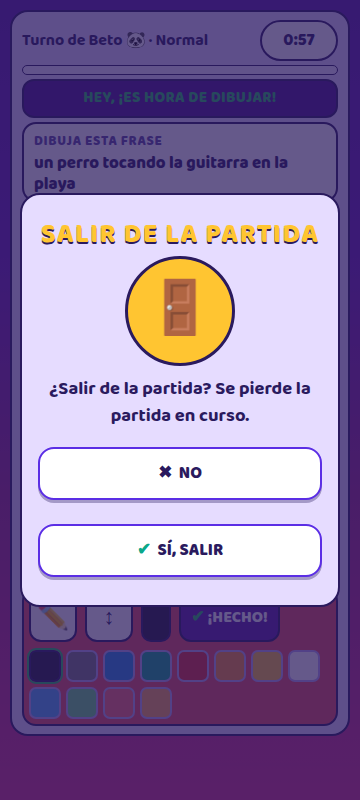 Turno de Beto 🐼 · Normal
0:57
HEY, ¡ES HORA DE DIBUJAR!
DIBUJA ESTA FRASE
un perro tocando la guitarra en la
playa
SALIR DE LA PARTIDA
¿Salir de la partida? Se pierde la
partida en curso.
✖ NO
✔ SÍ, SALIR
✔ ¡HECHO!